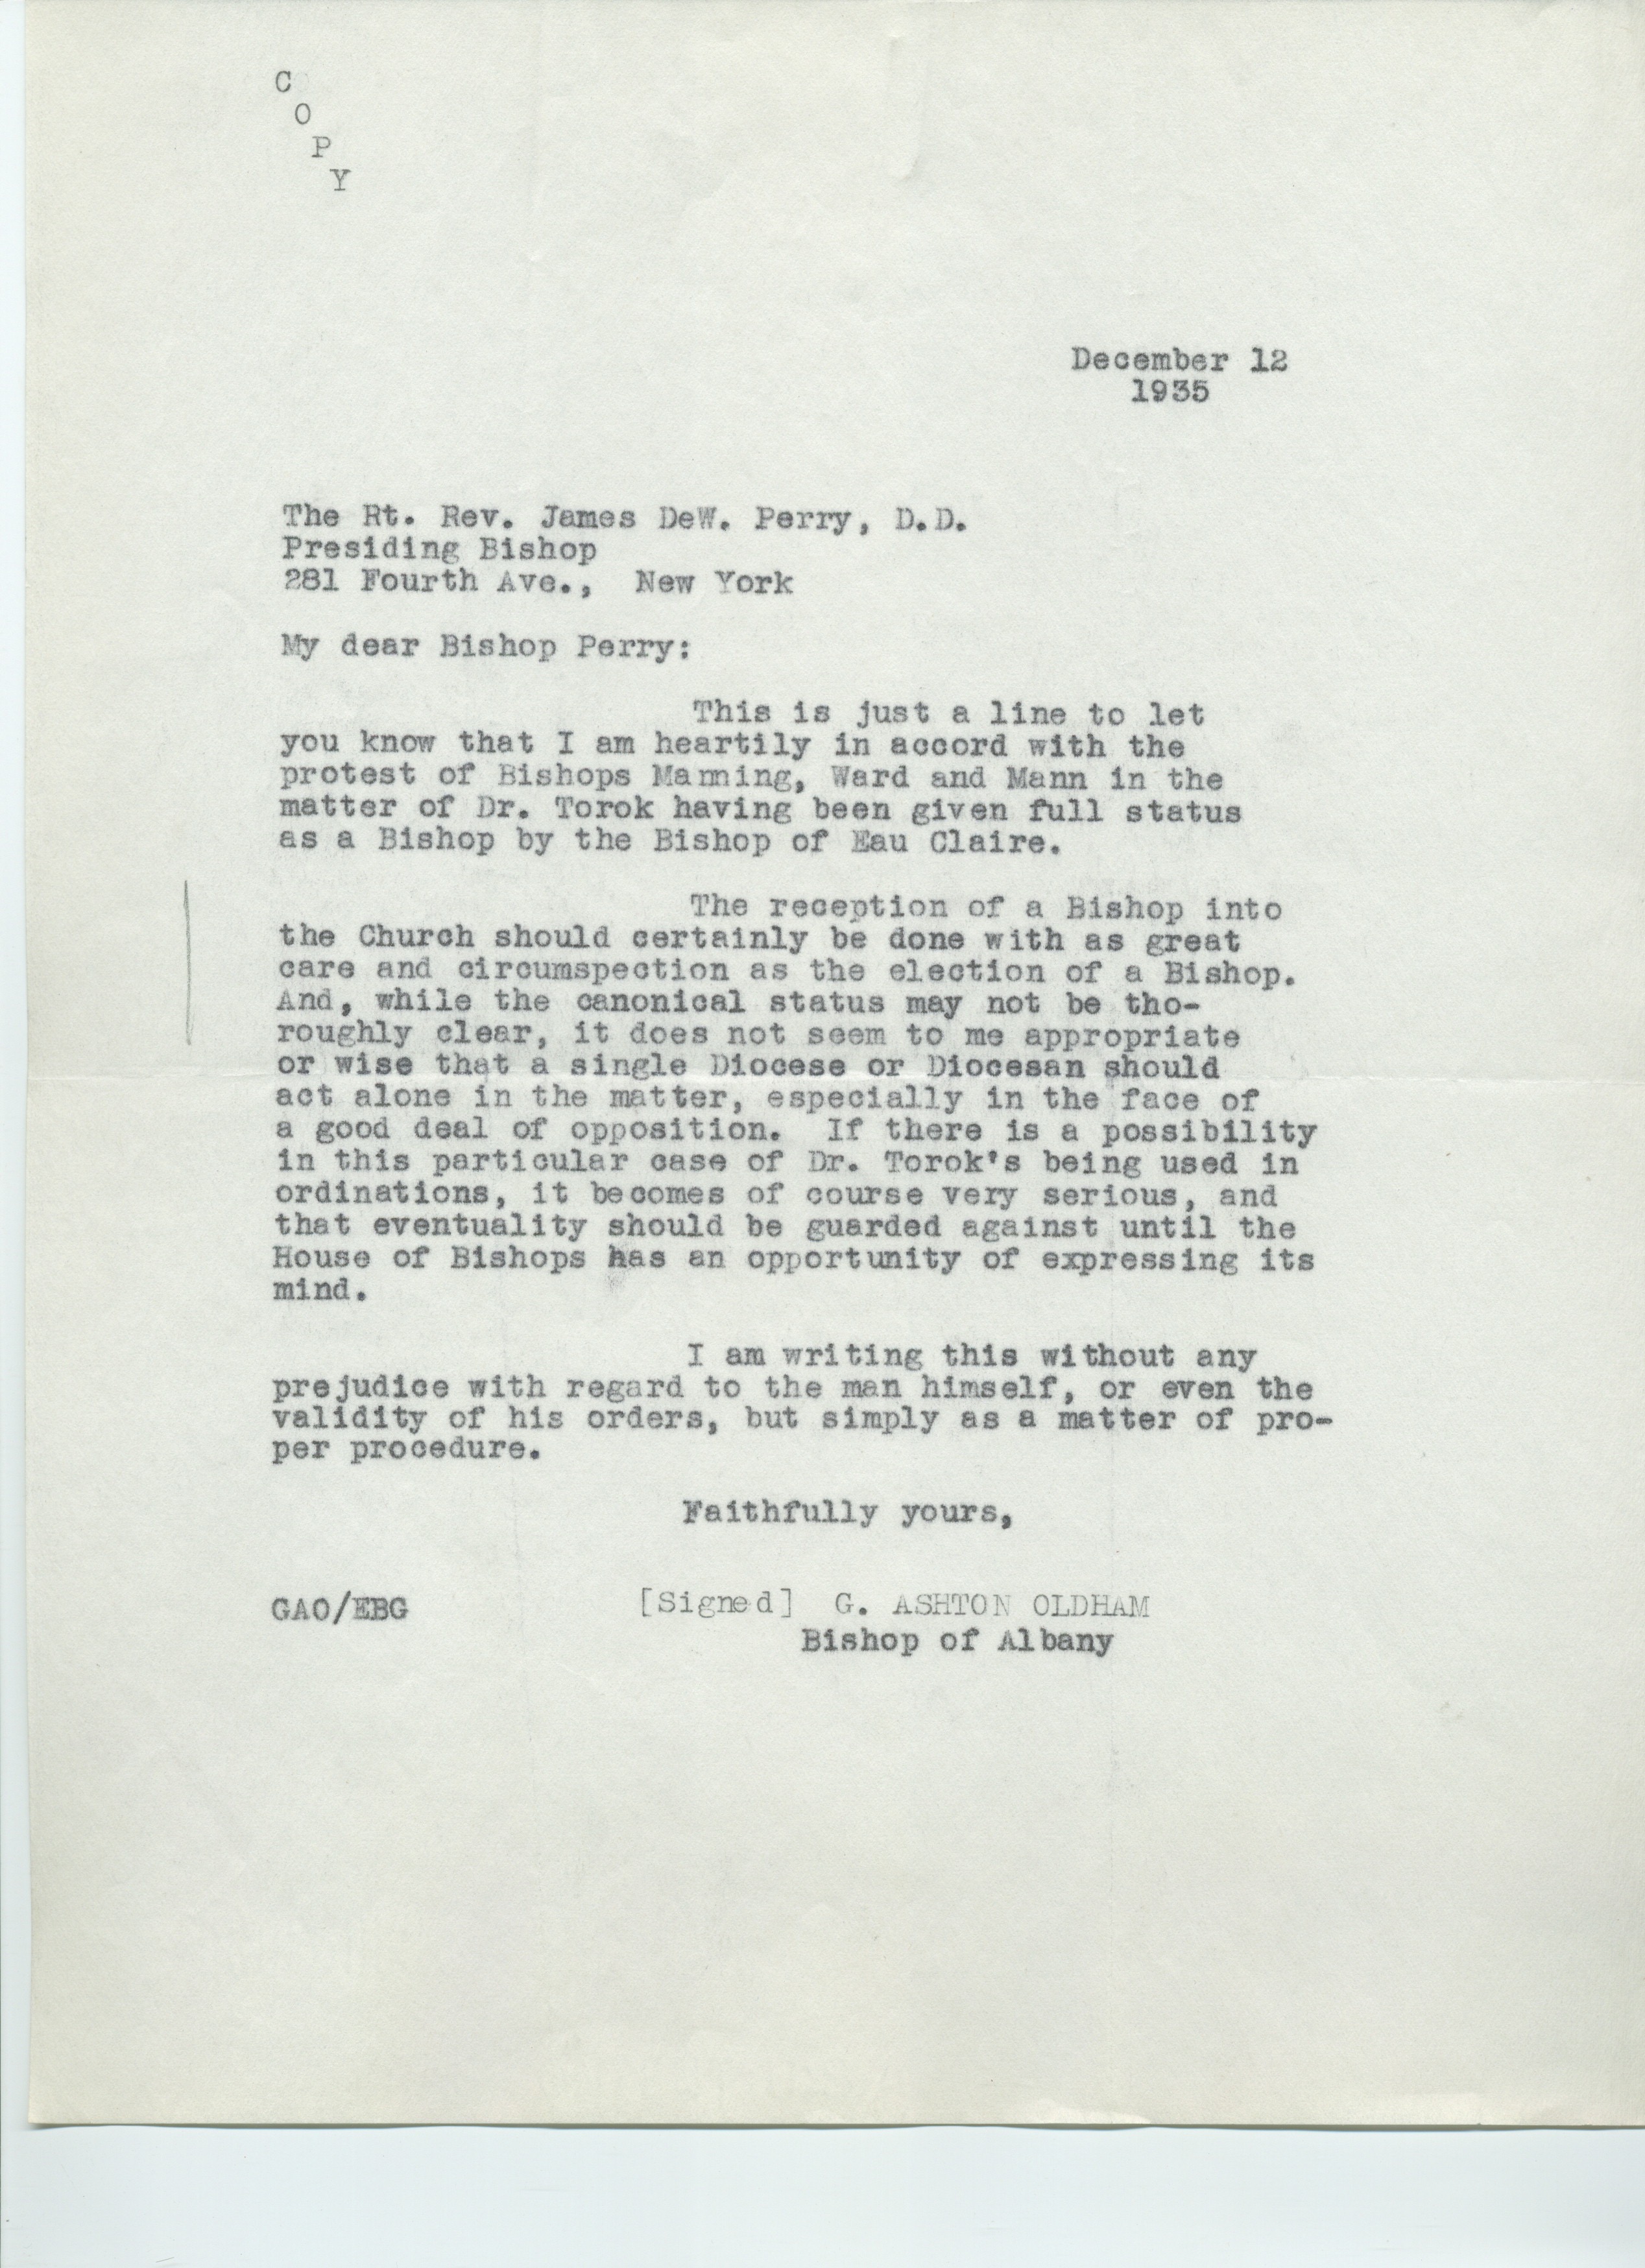 C
O
P
Y
December 12
1935
The Rt. Rev. James DeW. Perry, D.D.
Presiding Bishop
281 Fourth Ave., New York
My dear Bishop Perry:
This is just a line to let
you know that I am heartily in accord with the
protest of Bishops Manning, Ward and Mann in the
matter of Dr. Torok having been given full status
as a Bishop by the Bishop of Eau Claire.
The reception of a Bishop into
the Church should certainly be done with as great
care and circumspection as the election of a Bishop.
And, while the canonical status may not be tho-
roughly clear, it does not seem to me appropriate
or wise that a single Diocese or Diocesan should
act alone in the matter, especially in the face of
a good deal of opposition. If there is a possibility
in this particular case of Dr. Torok's being used in
ordinations, it becomes of course very serious, and
that eventuality should be guarded against until the
House of Bishops has an opportunity of expressing its
mind.
I am writing this without any
prejudice with regard to the man himself, or even the
validity of his orders, but simply as a matter of pro-
per procedure.
Faithfully yours,
GAO/EBG [Signed] G. ASHTON OLDHAM
Bishop of Albany